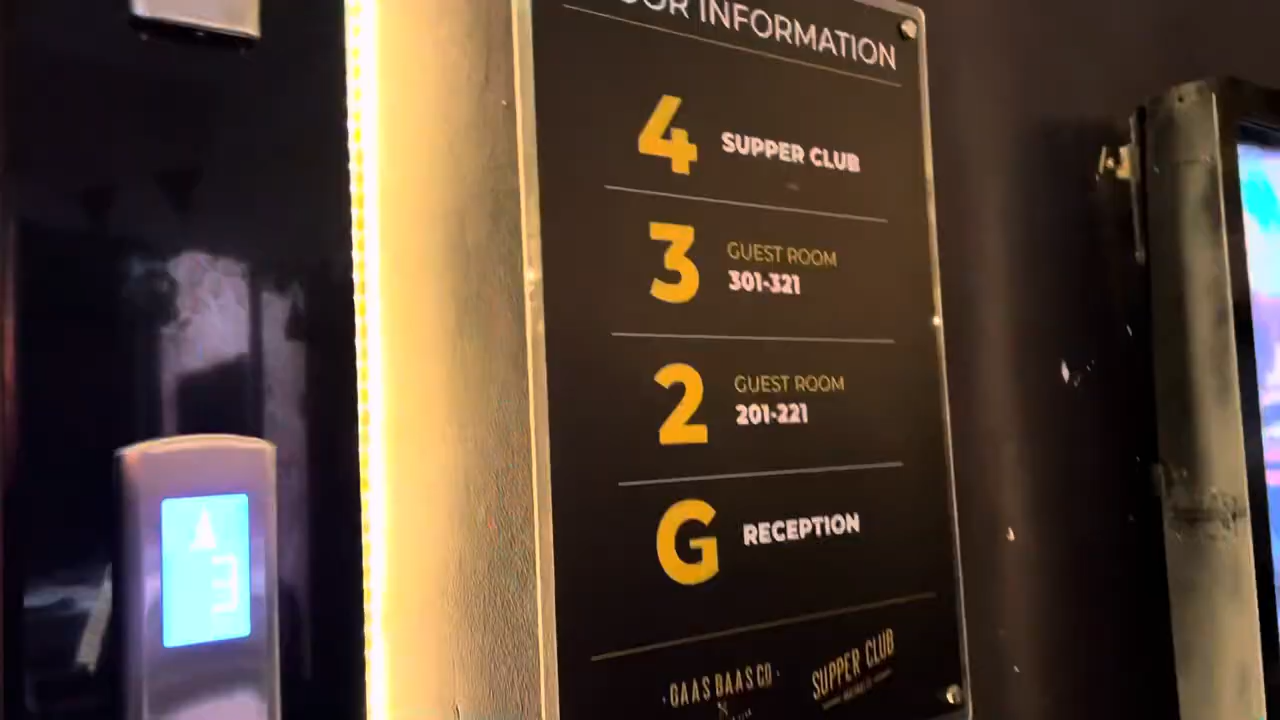 INFORMATION
4 SUPPER CLUB
3 GUEST ROOM
301-321
2 GUEST ROOM
201-221
G RECEPTION
GAAS BAAS CO
SUPPER CLUB
3